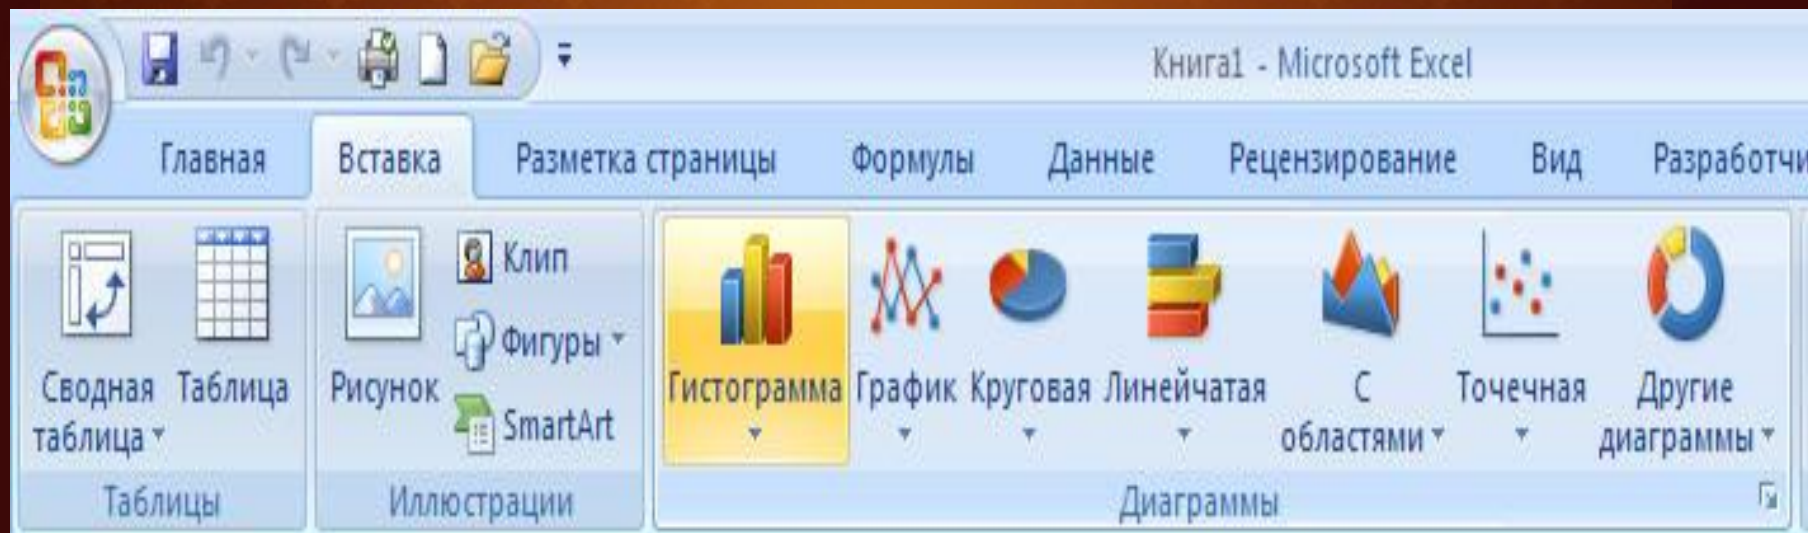 Книга1 - Microsoft Excel
Главная Вставка Разметка страницы Формулы Данные Рецензирование Вид Разработчи
Сводная таблица
Таблица
Рисунок
Клип
Фигуры
SmartArt
Гистограмма
График
Круговая
Линейчатая
С областями
Точечная
Другие диаграммы
Таблицы Иллюстрации Диаграммы